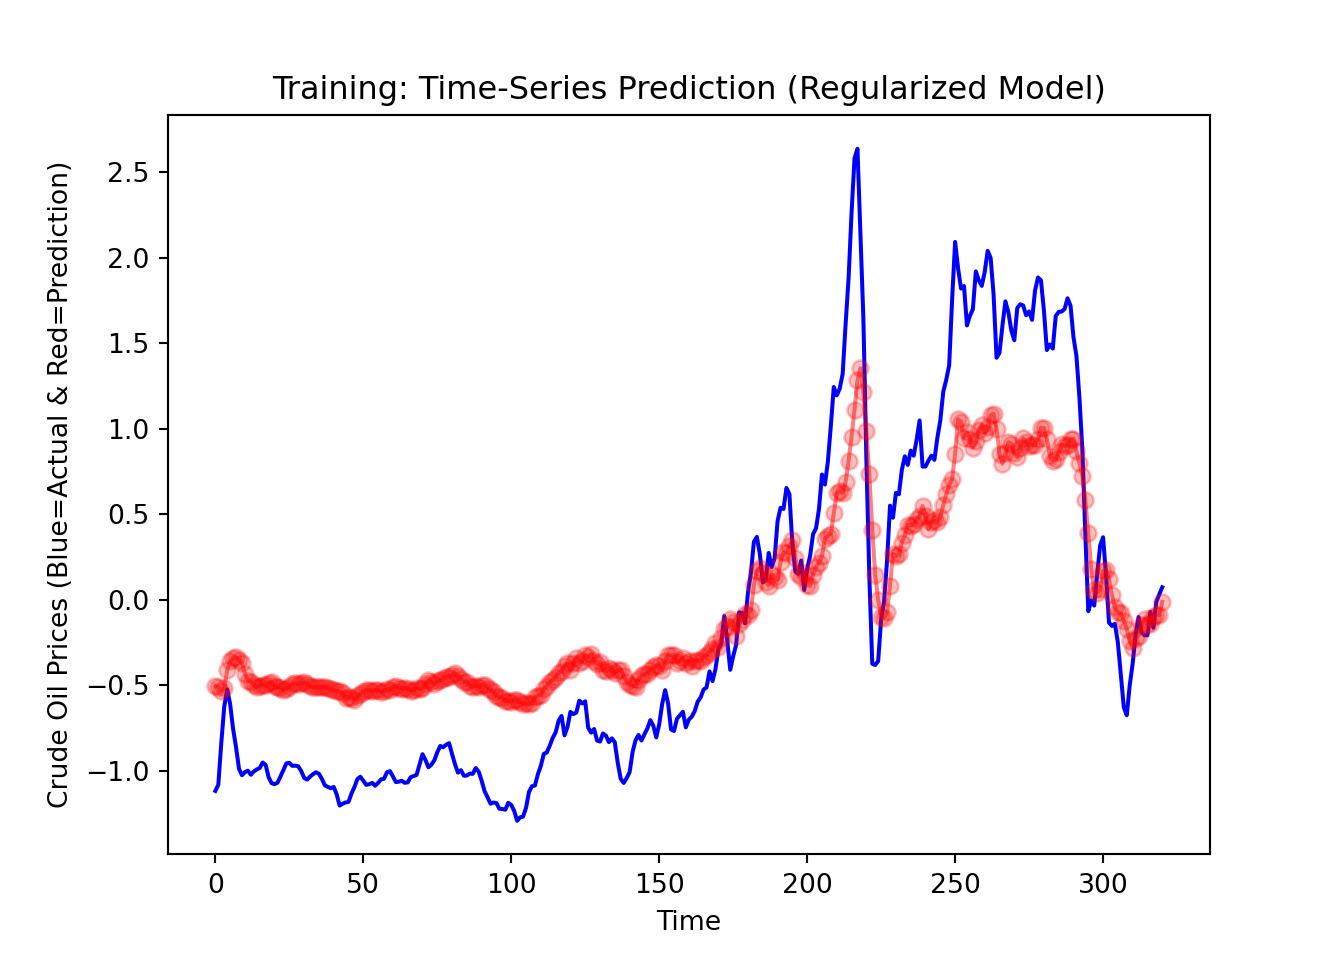 Training: Time-Series Prediction (Regularized Model)
Crude Oil Prices (Blue=Actual & Red=Prediction)
2.5
2.0
1.5
1.0
0.5
0.0
−0.5
−1.0
0 50 100 150 200 250 300
Time